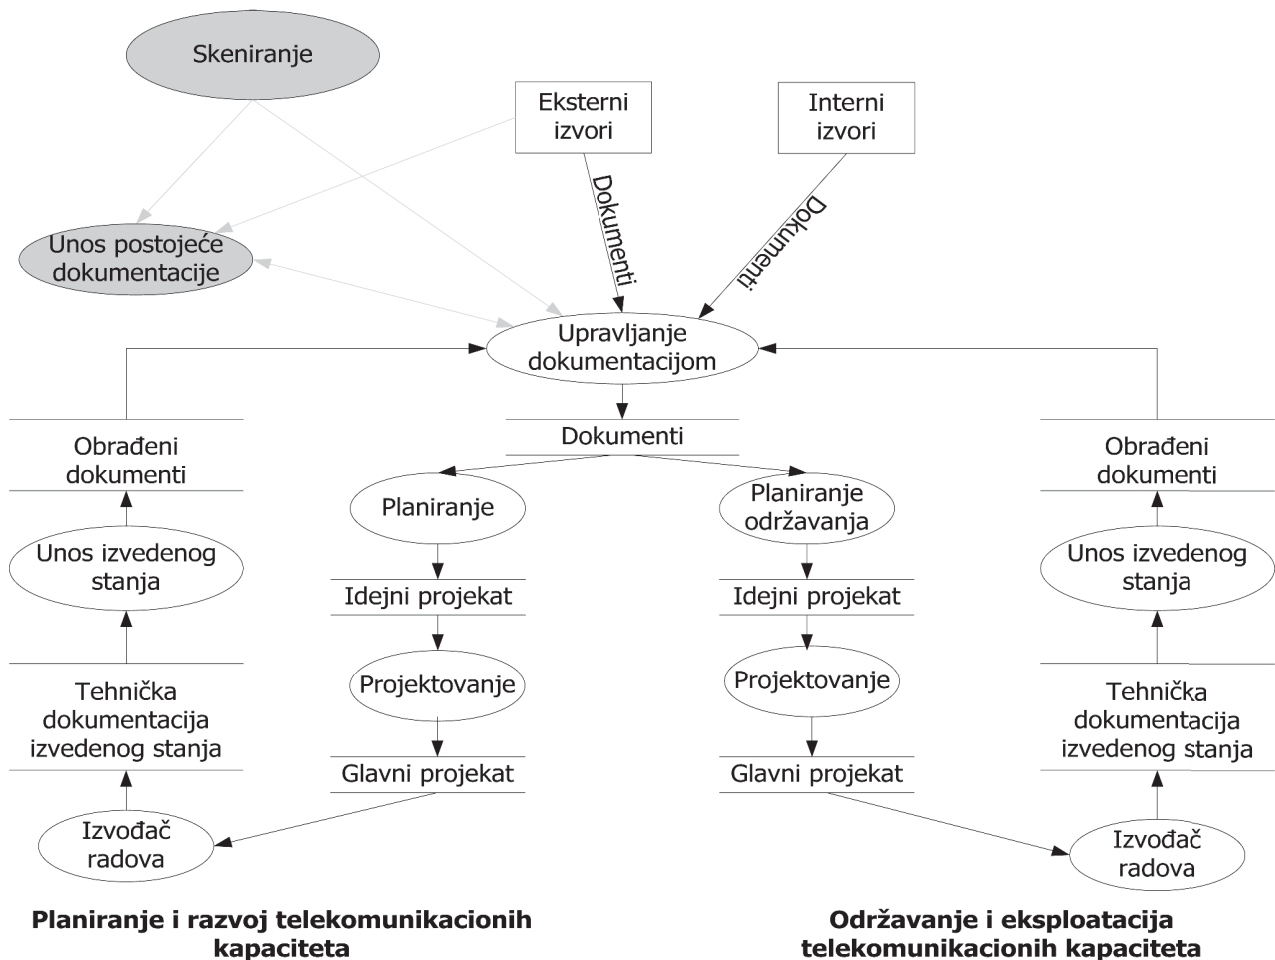 Skeniranje
Eksterni
izvori
Interni
izvori
Dokumenti
Dokumenti
Unos postojeće
dokumentacije
Upravljanje
dokumentacijom
Obrađeni
dokumenti
Dokumenti
Obrađeni
dokumenti
Planiranje
Planiranje
održavanja
Unos izvedenog
stanja
Unos izvedenog
stanja
Idejni projekat
Idejni projekat
Tehnička
dokumentacija
izvedenog stanja
Projektovanje
Projektovanje
Tehnička
dokumentacija
izvedenog stanja
Glavni projekat
Glavni projekat
Izvođač
radova
Izvođač
radova
Planiranje i razvoj telekomunikacionih
kapaciteta
Održavanje i eksploatacija
telekomunikacionih kapaciteta